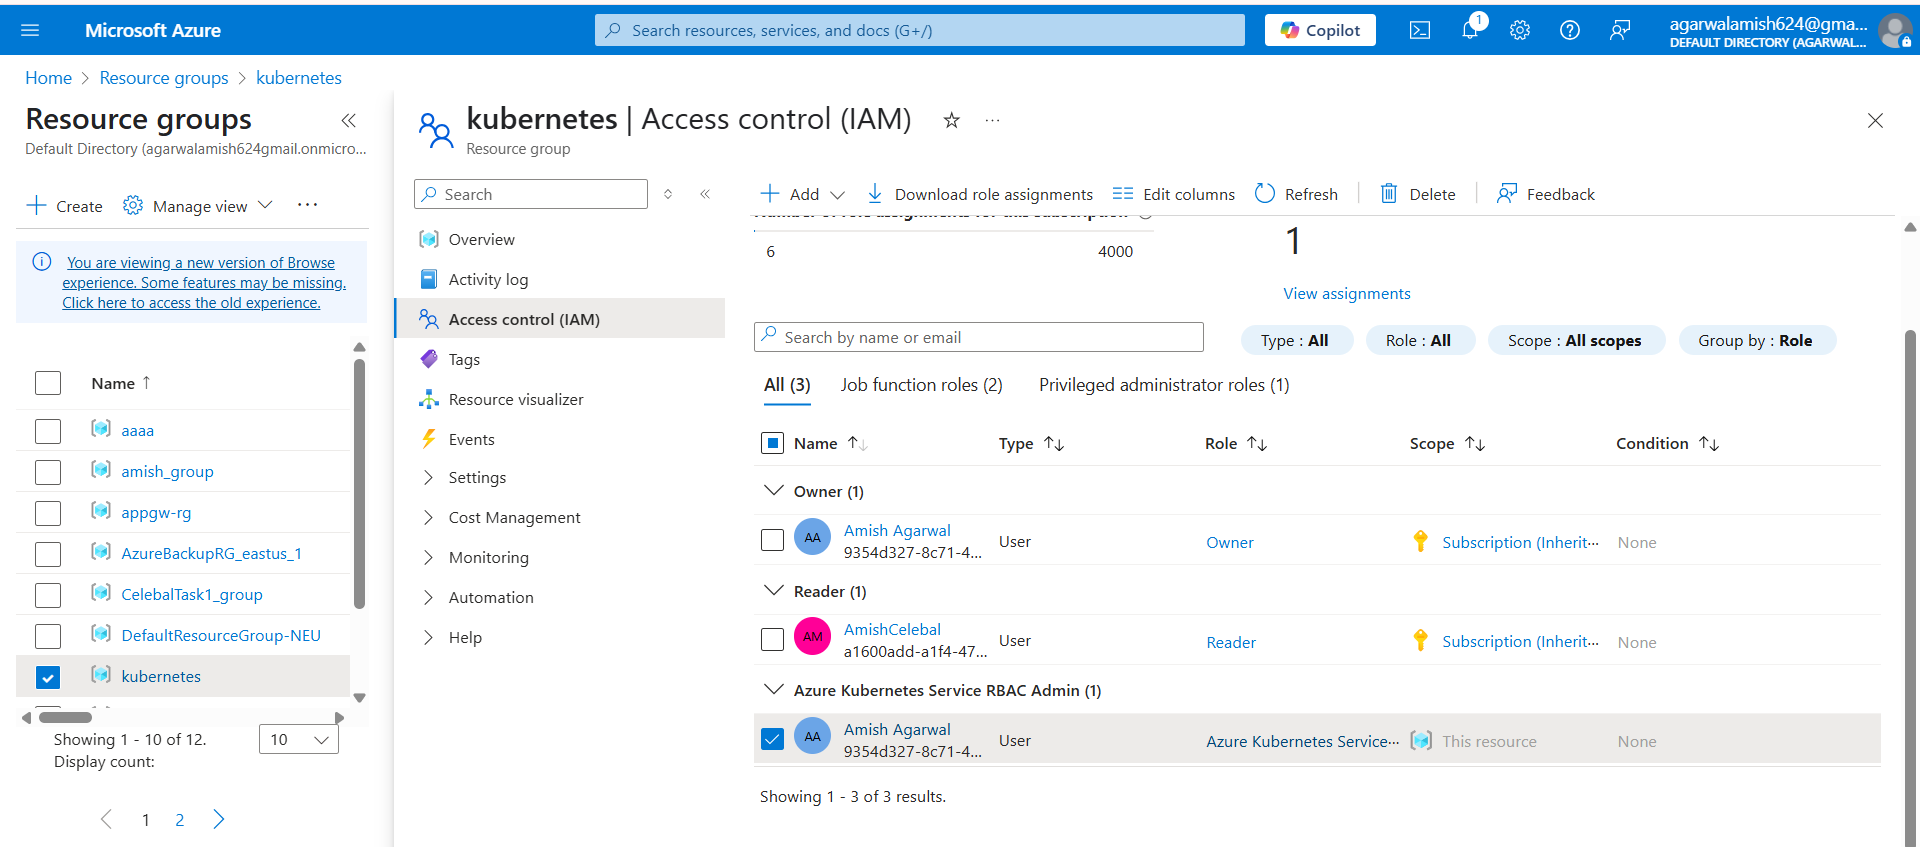 Microsoft Azure
Search resources, services, and docs (G+/)
Copilot
1
agarwalamish624@gma...
DEFAULT DIRECTORY (AGARWAL...
Home > Resource groups > kubernetes
Resource groups
Default Directory (agarwalamish624gmail.onmicro...
Create
Manage view
...
You are viewing a new version of Browse
experience. Some features may be missing.
Click here to access the old experience.
Name ↑
aaaa
amish_group
appgw-rg
AzureBackupRG_eastus_1
CelebalTask1_group
DefaultResourceGroup-NEU
kubernetes
Showing 1 - 10 of 12.
Display count:
10
1 2
kubernetes | Access control (IAM)
Resource group
Search
Overview
Activity log
Access control (IAM)
Tags
Resource visualizer
Events
Settings
Cost Management
Monitoring
Automation
Help
Add
Download role assignments
Edit columns
Refresh
Delete
Feedback
Number of role assignments for this subscription
6 4000
1
View assignments
Search by name or email
Type : All
Role : All
Scope : All scopes
Group by : Role
All (3)
Job function roles (2)
Privileged administrator roles (1)
Name ↑↓ Type ↑↓ Role ↑↓ Scope ↑↓ Condition ↑↓
Owner (1)
AA
Amish Agarwal
9354d327-8c71-4...
User
Owner
Subscription (Inherit...
None
Reader (1)
AM
AmishCelebal
a1600add-a1f4-47...
User
Reader
Subscription (Inherit...
None
Azure Kubernetes Service RBAC Admin (1)
AA
Amish Agarwal
9354d327-8c71-4...
User
Azure Kubernetes Service...
This resource
None
Showing 1 - 3 of 3 results.